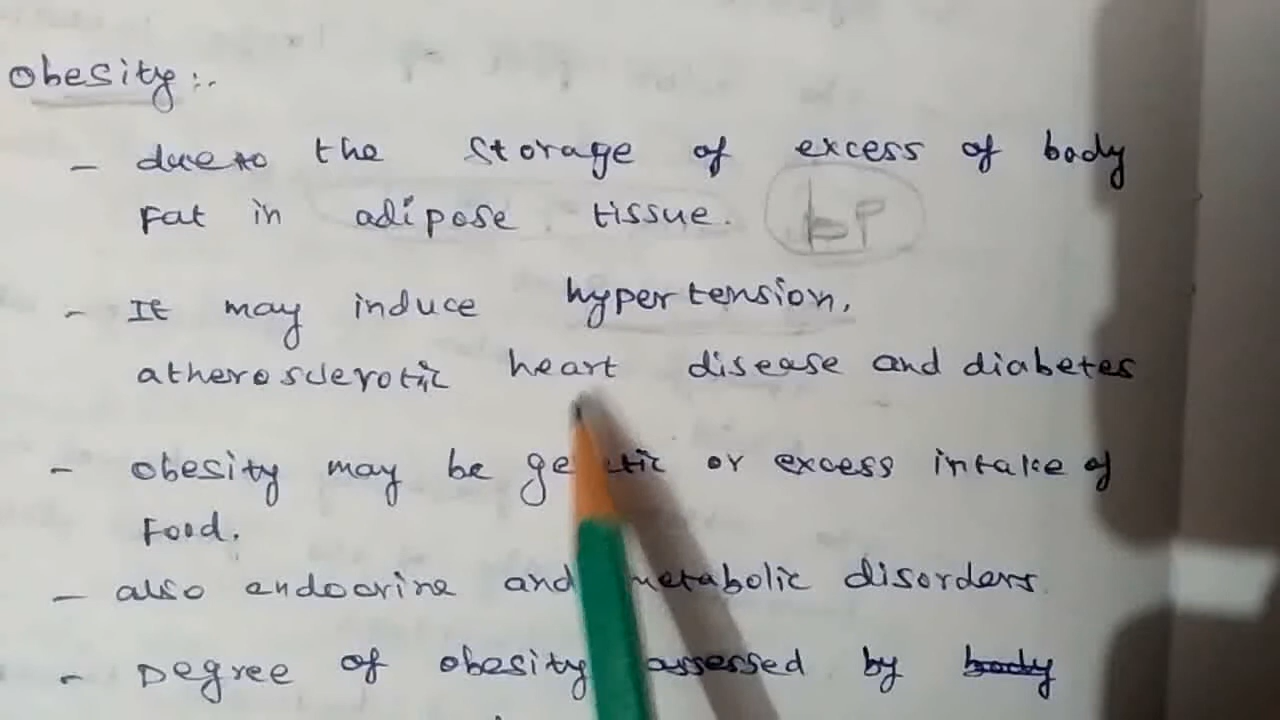 Obesity :-
- due to the storage of excess of body
Fat in adipose tissue. bP
- It may induce hypertension,
atherosclerotic heart disease and diabetes
- obesity may be genetic or excess intake of
Food.
- also endocrine and metabolic disorders.
- Degree of obesity assessed by body